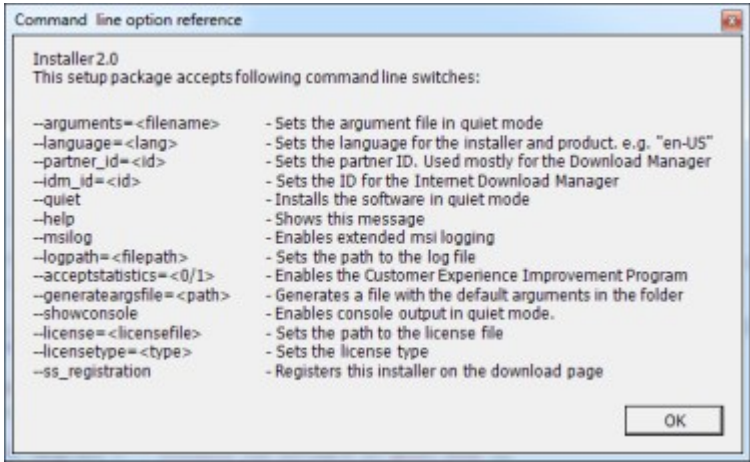 Command line option reference
Installer 2.0
This setup package accepts following command line switches:
--arguments=<filename> - Sets the argument file in quiet mode
--language=<lang> - Sets the language for the installer and product. e.g. "en-US"
--partner_id=<id> - Sets the partner ID. Used mostly for the Download Manager
--idm_id=<id> - Sets the ID for the Internet Download Manager
--quiet - Installs the software in quiet mode
--help - Shows this message
--msilog - Enables extended msi logging
--logpath=<filepath> - Sets the path to the log file
--acceptstatistics=<0/1> - Enables the Customer Experience Improvement Program
--generateargsfile=<path> - Generates a file with the default arguments in the folder
--showconsole - Enables console output in quiet mode.
--license=<licensefile> - Sets the path to the license file
--licensetype=<type> - Sets the license type
--ss_registration - Registers this installer on the download page
OK